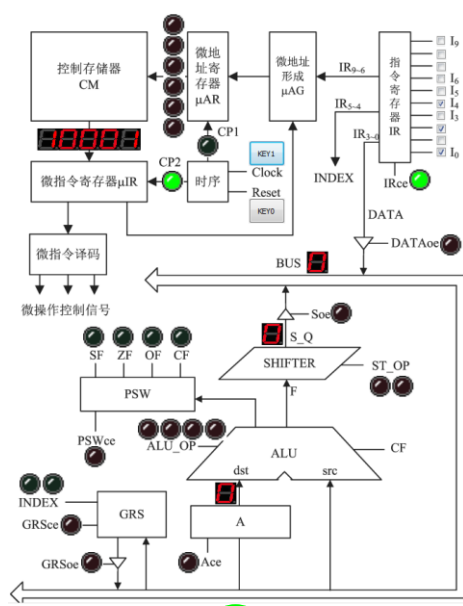 控制存储器
CM
微地
址寄
存器
μAR
微地址
形成
μAG
指令寄存器
IR
IR9~6
IR5~4
IR3~0
I9
I6
I5
I4
I3
I0
100001
CP1
CP2
微指令寄存器μIR
时序
KEY1
Clock
Reset
KEY0
INDEX
IRce
DATA
DATAoe
微指令译码
微操作控制信号
BUS 0
Soe
0 S_Q
SHIFTER
ST_OP
F
SF ZF OF CF
PSW
PSWce
ALU_OP
ALU
CF
dst src
0
INDEX
GRS
GRSce
GRSoe
A
Ace